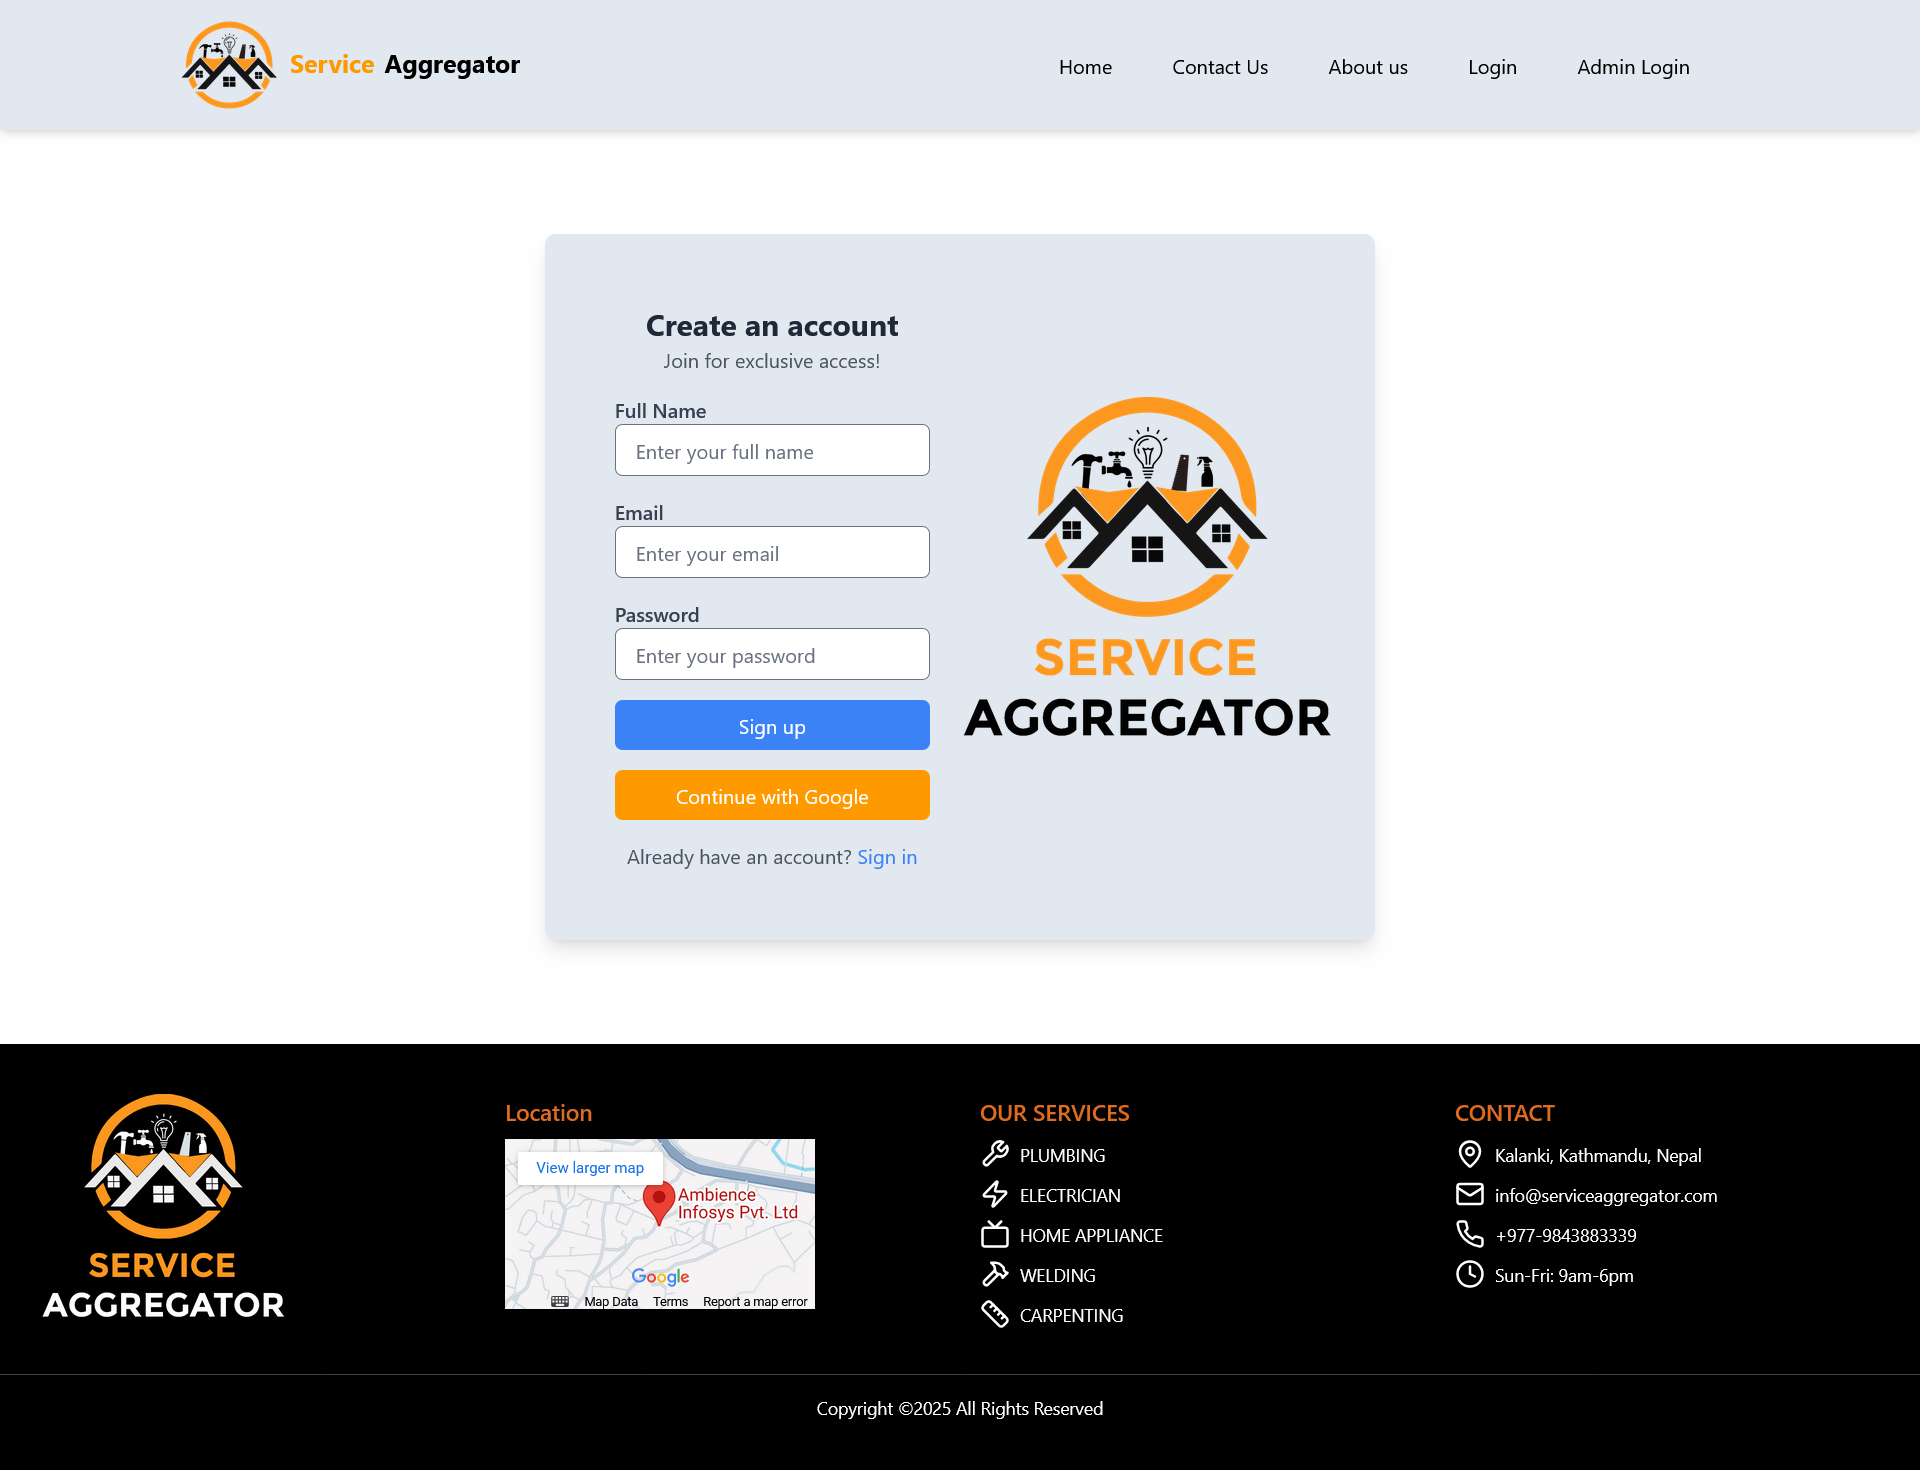 Service Aggregator
Home
Contact Us
About us
Login
Admin Login
Create an account
Join for exclusive access!
Full Name
Enter your full name
Email
Enter your email
Password
Enter your password
Sign up
Continue with Google
Already have an account? Sign in
SERVICE
AGGREGATOR
SERVICE
AGGREGATOR
Location
View larger map
Ambience
Infosys Pvt. Ltd
Google
Map Data
Terms
Report a map error
OUR SERVICES
PLUMBING
ELECTRICIAN
HOME APPLIANCE
WELDING
CARPENTING
CONTACT
Kalanki, Kathmandu, Nepal
info@serviceaggregator.com
+977-9843883339
Sun-Fri: 9am-6pm
Copyright ©2025 All Rights Reserved